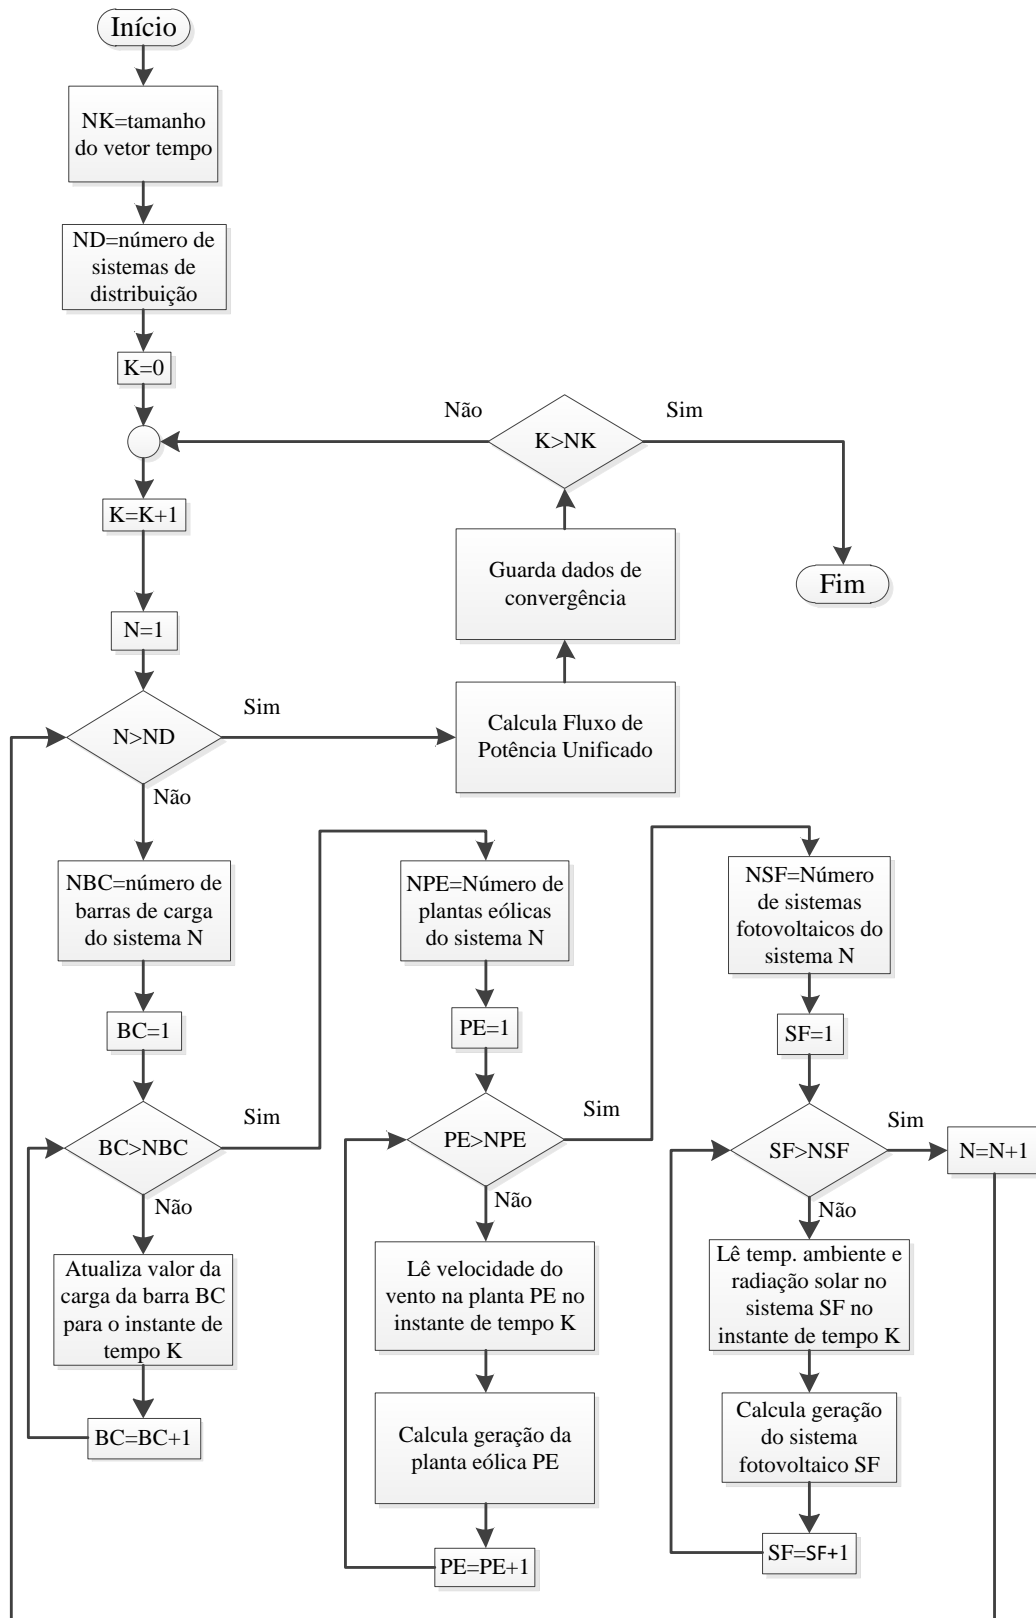 Início
NK=tamanho
do vetor tempo
ND=número de
sistemas de
distribuição
K=0
Não
Sim
K>NK
K=K+1
Guarda dados de
convergência
Fim
N=1
Sim
N>ND
Calcula Fluxo de
Potência Unificado
Não
NBC=número de
barras de carga
do sistema N
BC=1
Sim
BC>NBC
Não
Atualiza valor da
carga da barra BC
para o instante de
tempo K
BC=BC+1
NPE=Número de
plantas eólicas
do sistema N
PE=1
Sim
PE>NPE
Não
Lê velocidade do
vento na planta PE no
instante de tempo K
Calcula geração da
planta eólica PE
PE=PE+1
NSF=Número
de sistemas
fotovoltaicos do
sistema N
SF=1
Sim
SF>NSF
N=N+1
Não
Lê temp. ambiente e
radiação solar no
sistema SF no
instante de tempo K
Calcula geração
do sistema
fotovoltaico SF
SF=SF+1